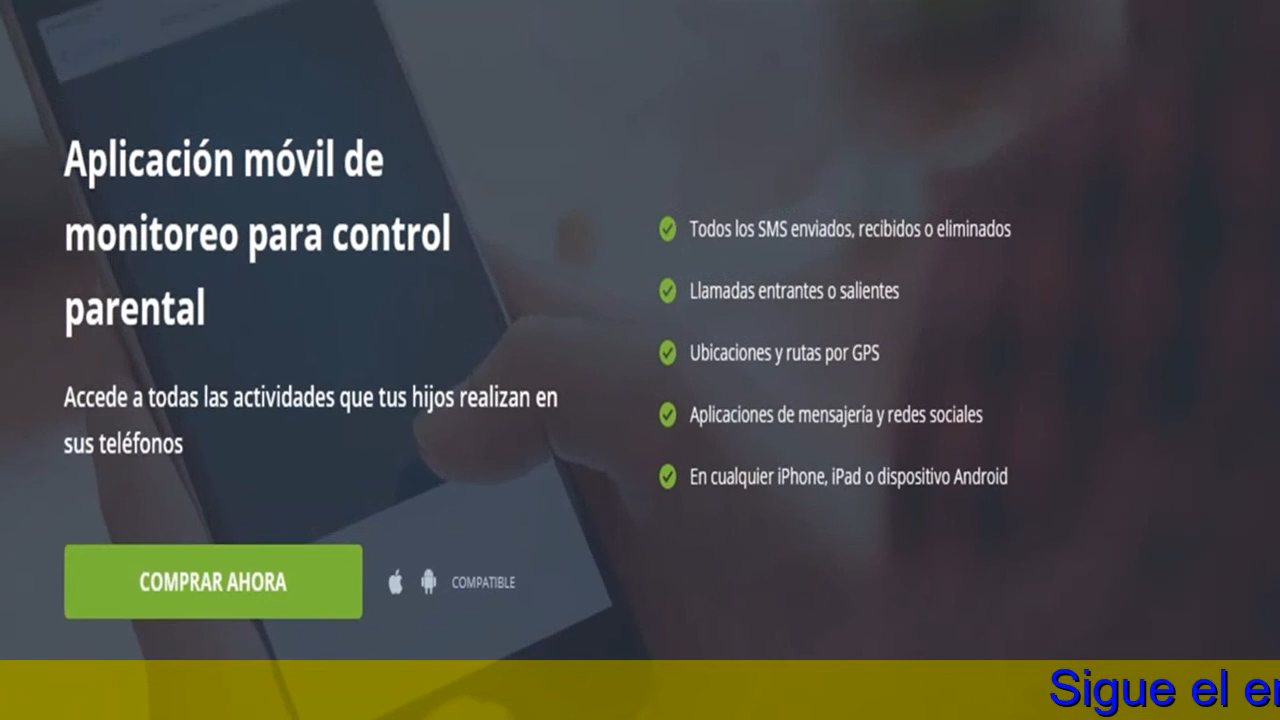 Aplicación móvil de
monitoreo para control
parental
Accede a todas las actividades que tus hijos realizan en
sus teléfonos
COMPRAR AHORA
COMPATIBLE
Todos los SMS enviados, recibidos o eliminados
Llamadas entrantes o salientes
Ubicaciones y rutas por GPS
Aplicaciones de mensajería y redes sociales
En cualquier iPhone, iPad o dispositivo Android
Sigue el